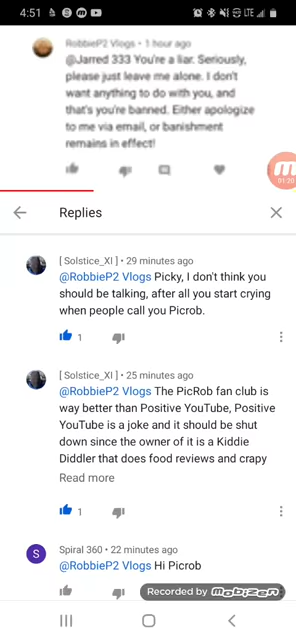 4:51
LTE
RobbieP2 Vlogs • 1 hour ago
@Jarred 333 You're a liar. Seriously,
please just leave me alone. I don't
want anything to do with you, and
that's you're banned. Either apologize
to me via email, or banishment
remains in effect!
01:20
Replies
[ Solstice_XI ] • 29 minutes ago
@RobbieP2 Vlogs Picky, I don't think you
should be talking, after all you start crying
when people call you Picrob.
1
[ Solstice_XI ] • 25 minutes ago
@RobbieP2 Vlogs The PicRob fan club is
way better than Positive YouTube, Positive
YouTube is a joke and it should be shut
down since the owner of it is a Kiddie
Diddler that does food reviews and crapy
Read more
1
S
Spiral 360 • 22 minutes ago
@RobbieP2 Vlogs Hi Picrob
Recorded by Mobizen